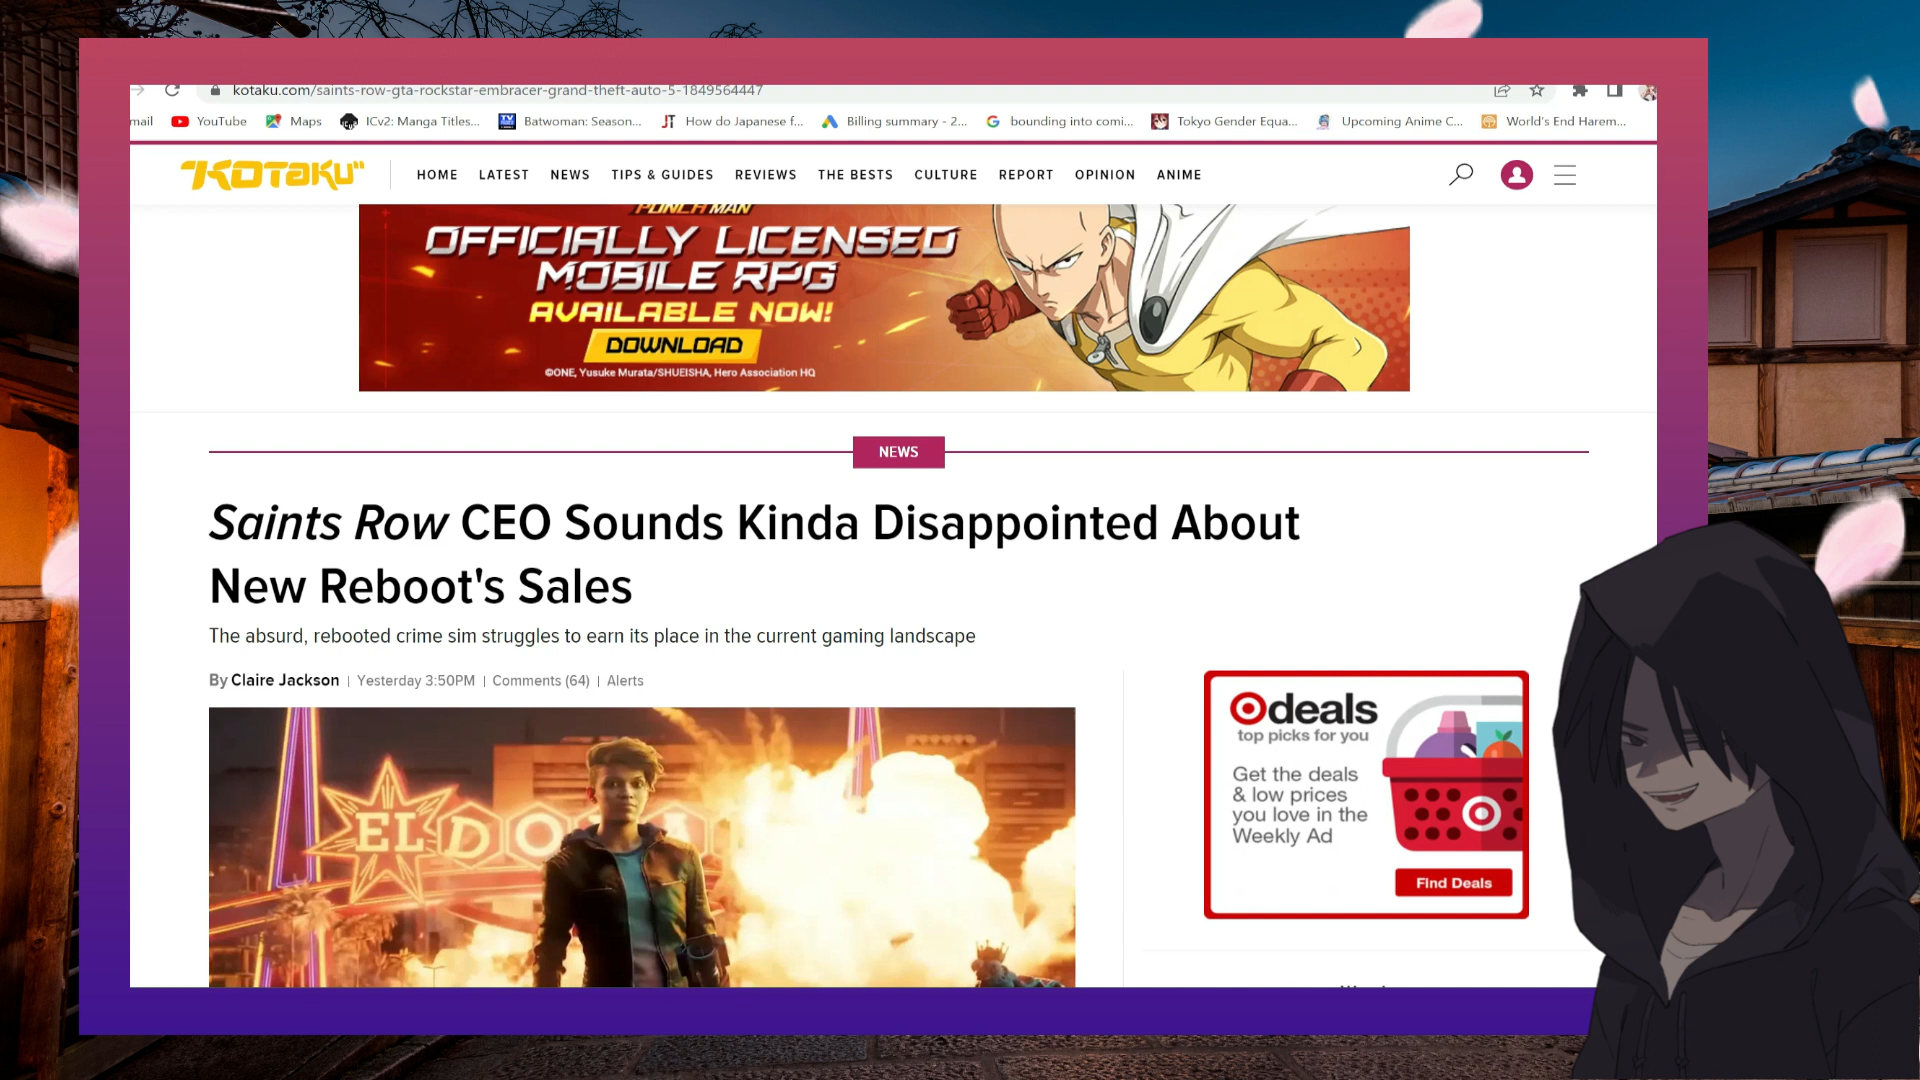 kotaku.com/saints-row-gta-rockstar-embracer-grand-theft-auto-5-1849564447
mail YouTube Maps ICv2: Manga Titles... Batwoman: Season... How do Japanese f... Billing summary - 2... bounding into comi... Tokyo Gender Equa... Upcoming Anime C... World's End Harem...
KOTAKU HOME LATEST NEWS TIPS & GUIDES REVIEWS THE BESTS CULTURE REPORT OPINION ANIME
PUNCH MAN
OFFICIALLY LICENSED
MOBILE RPG
AVAILABLE NOW!
DOWNLOAD
©ONE, Yusuke Murata/SHUEISHA, Hero Association HQ
NEWS
Saints Row CEO Sounds Kinda Disappointed About
New Reboot's Sales
The absurd, rebooted crime sim struggles to earn its place in the current gaming landscape
By Claire Jackson | Yesterday 3:50PM | Comments (64) | Alerts
EL DO A
deals
top picks for you
Get the deals
& low prices
you love in the
Weekly Ad
Find Deals